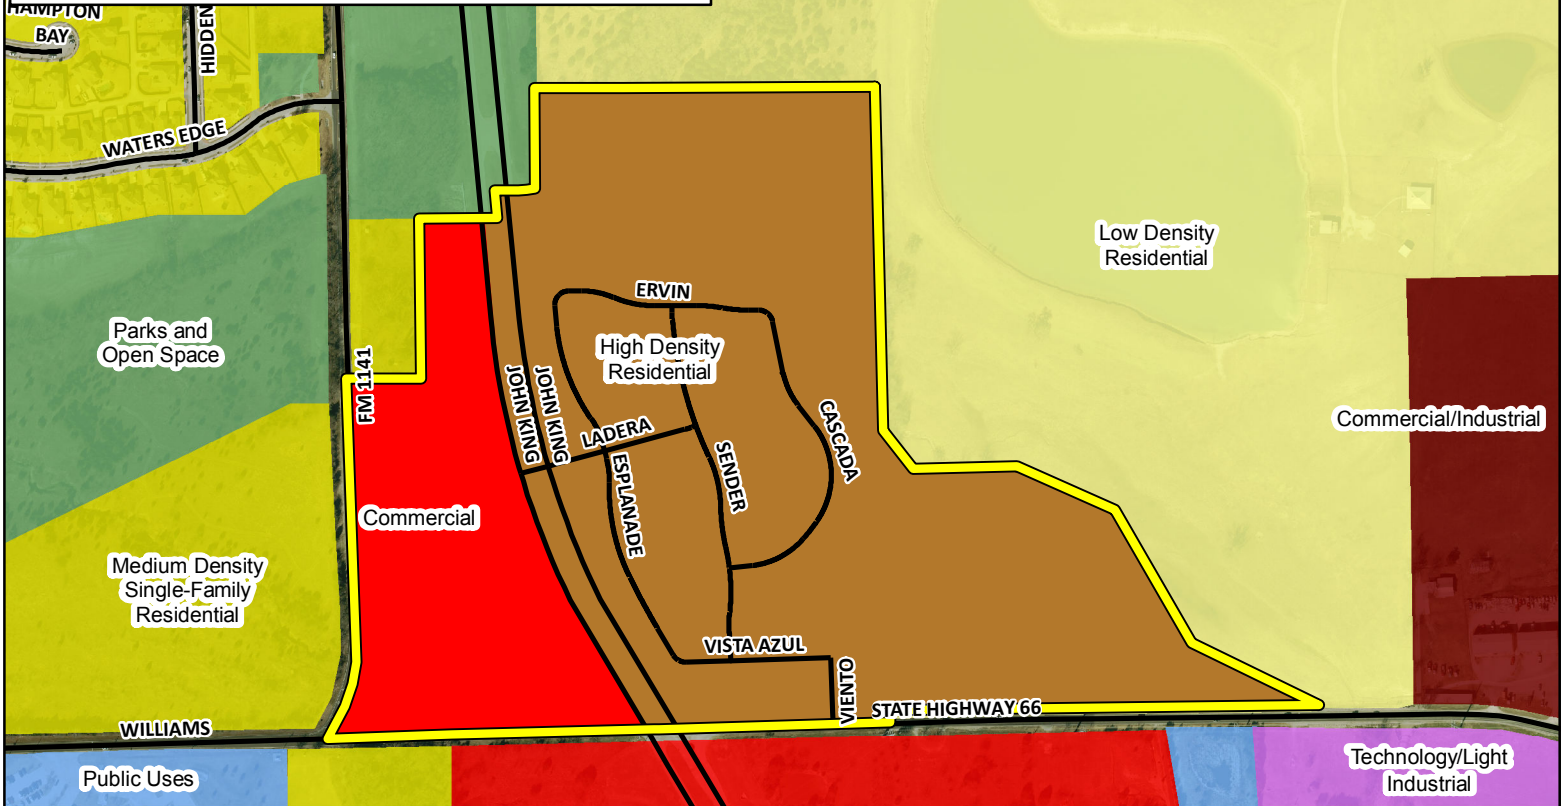 HAMPTON
BAY
HIDDEN
WATERS EDGE
Low Density
Residential
ERVIN
Parks and
Open Space
High Density
Residential
FM 1141
JOHN KING
JOHN KING
LADERA
CASCADA
Commercial/Industrial
SENDER
ESPLANADE
Commercial
Medium Density
Single-Family
Residential
VISTA AZUL
VIENTO
STATE HIGHWAY 66
WILLIAMS
Public Uses
Technology/Light
Industrial